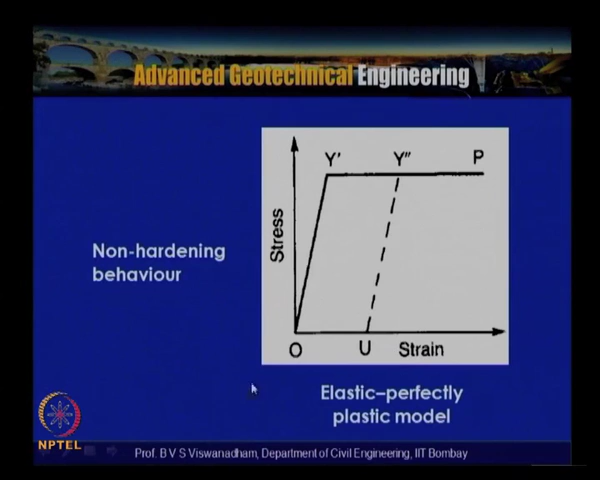 Advanced Geotechnical Engineering
Non-hardening
behaviour
Y' Y" P
Stress
O U Strain
Elastic–perfectly
plastic model
NPTEL
Prof. B V S Viswanadham, Department of Civil Engineering, IIT Bombay